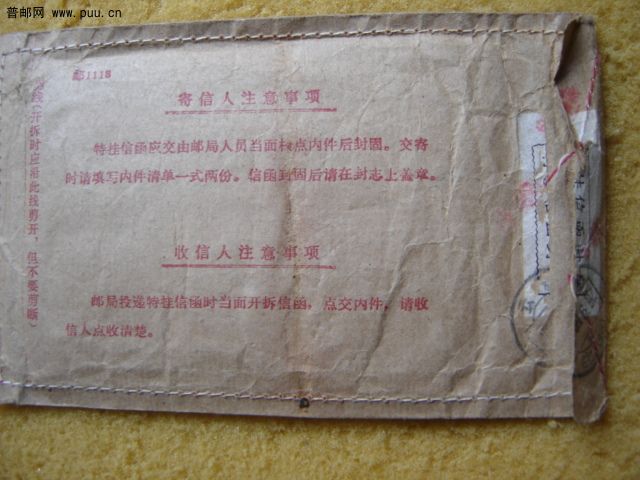 普邮网 www.puu.cn
邮1118
寄信人注意事项
特挂信函应交由邮局人员当面核点内件后封固。交寄
时请填写内件清单一式两份。信函封固后请在封志上盖章。
收信人注意事项
邮局投递特挂信函时当面开拆信函，点交内件，请收
信人点收清楚。
线（开拆时应沿此线剪开，但不要剪断）